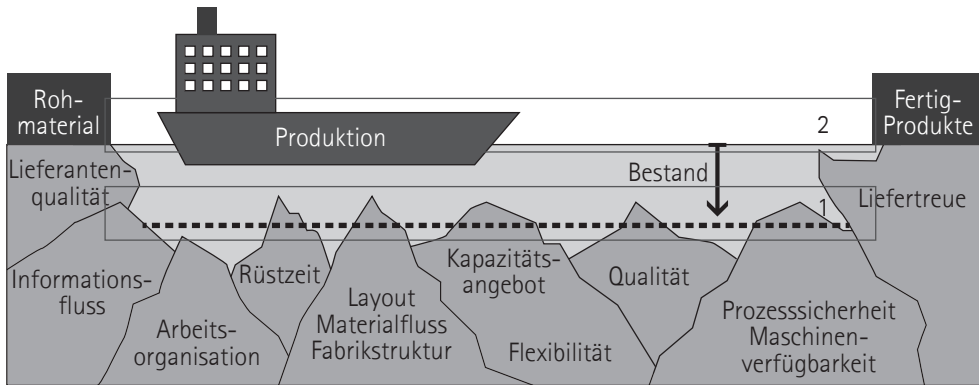 Roh-
material
Produktion
2
Fertig-
Produkte
Lieferanten-
qualität
Bestand
1
Liefertreue
Informations-
fluss
Arbeits-
organisation
Rüstzeit
Layout
Materialfluss
Fabrikstruktur
Kapazitäts-
angebot
Flexibilität
Qualität
Prozesssicherheit
Maschinen-
verfügbarkeit